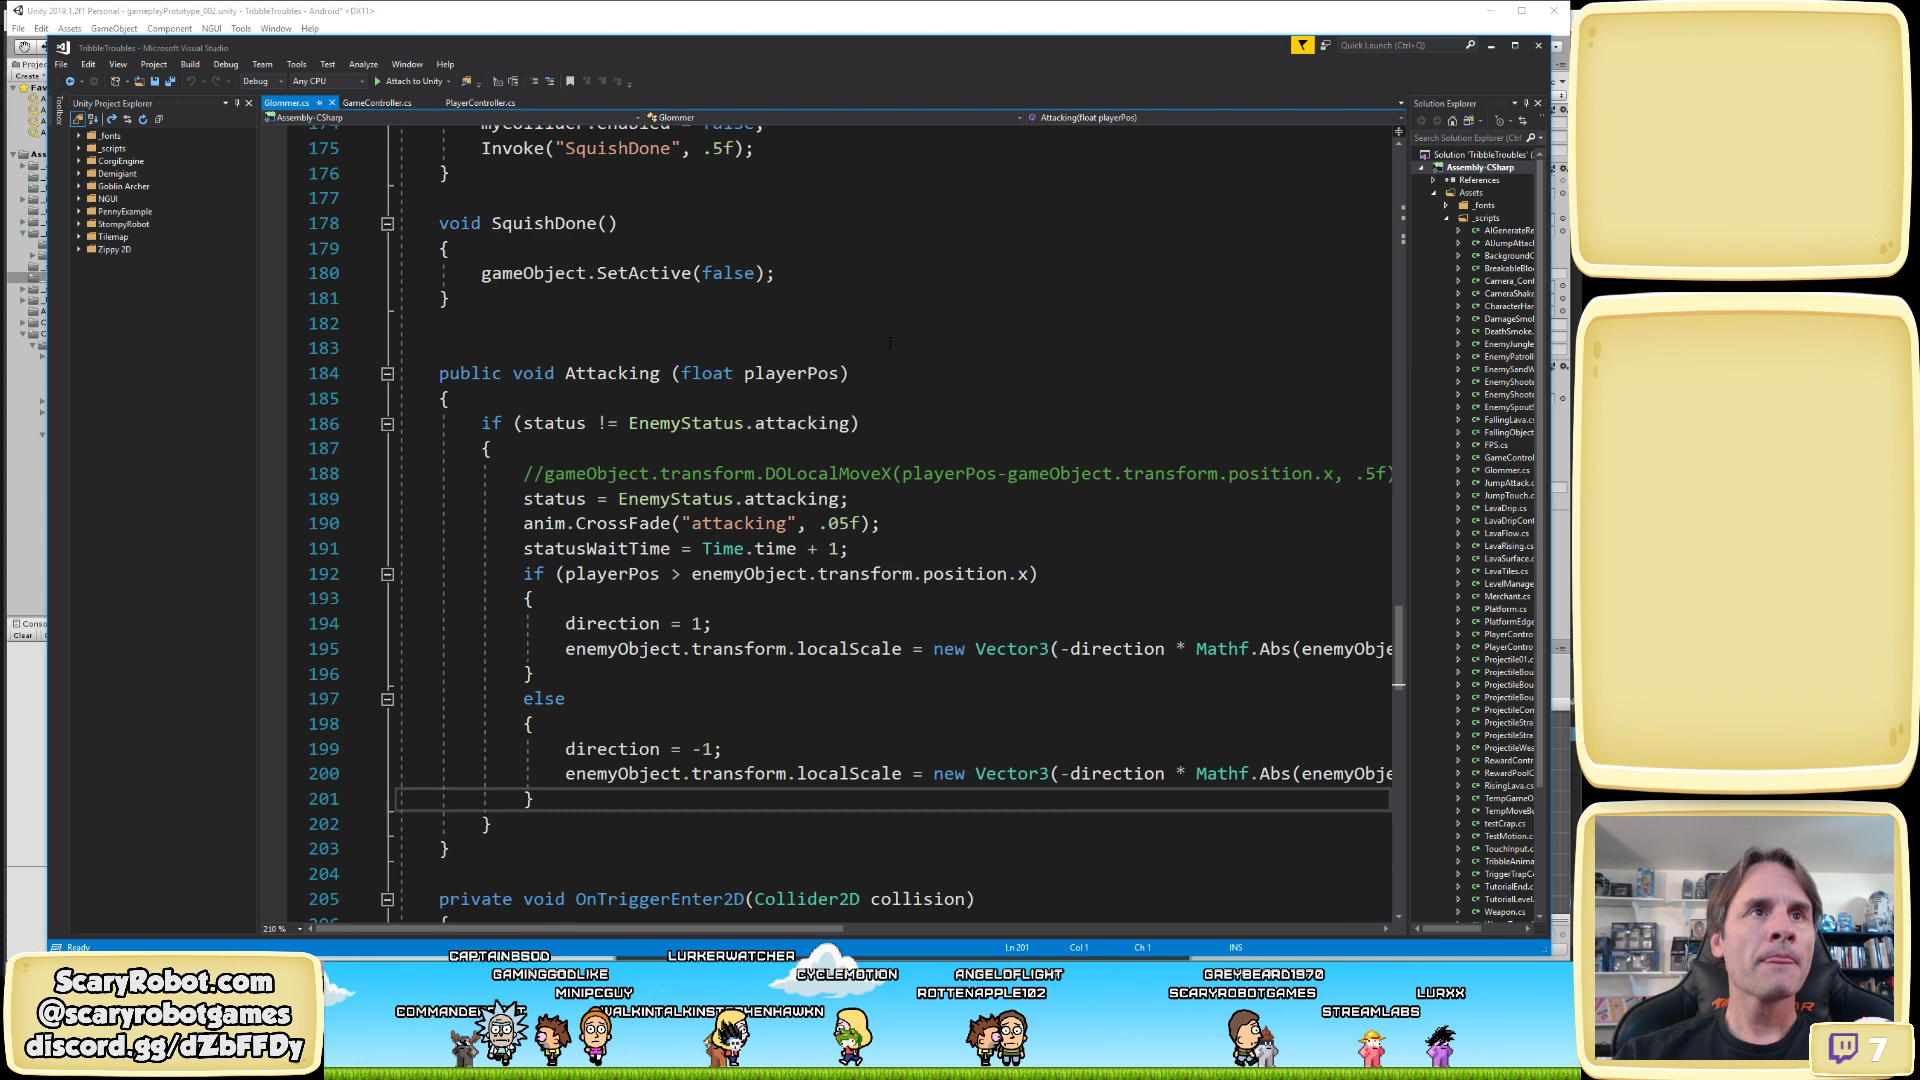 Unity 2019.1.2f1 Personal - gameplayPrototype_002.unity - TribbleTroubles - Android* <DX11>
File Edit Assets GameObject Component NGUI Tools Window Help
TribbleTroubles - Microsoft Visual Studio
Quick Launch (Ctrl+Q)
File Edit View Project Build Debug Team Tools Test Analyze Window Help
Debug Any CPU Attach to Unity
Unity Project Explorer
Glommer.cs GameController.cs PlayerController.cs
Solution Explorer
Assembly-CSharp Glommer Attacking(float playerPos)
Search Solution Explorer (Ctrl
_fonts
_scripts
CorgiEngine
Demigiant
Goblin Archer
NGUI
PennyExample
StompyRobot
Tilemap
Zippy 2D
174 myCollider.enabled = false;
175 Invoke("SquishDone", .5f);
176 }
177
178 void SquishDone()
179 {
180 gameObject.SetActive(false);
181 }
182
183
184 public void Attacking (float playerPos)
185 {
186 if (status != EnemyStatus.attacking)
187 {
188 //gameObject.transform.DOLocalMoveX(playerPos-gameObject.transform.position.x, .5f)
189 status = EnemyStatus.attacking;
190 anim.CrossFade("attacking", .05f);
191 statusWaitTime = Time.time + 1;
192 if (playerPos > enemyObject.transform.position.x)
193 {
194 direction = 1;
195 enemyObject.transform.localScale = new Vector3(-direction * Mathf.Abs(enemyObje
196 }
197 else
198 {
199 direction = -1;
200 enemyObject.transform.localScale = new Vector3(-direction * Mathf.Abs(enemyObje
201 }
202 }
203 }
204
205 private void OnTriggerEnter2D(Collider2D collision)
{
Solution 'TribbleTroubles' (
Assembly-CSharp
References
Assets
_fonts
_scripts
AIGenerateRe
AIJumpAttacl
BackgroundC
BreakableBlo
Camera_Cont
CameraShake
CharacterHar
DamageSmol
DeathSmoke.
EnemyJungle
EnemyPatroll
EnemySandW
EnemyShoote
EnemyShoote
EnemySpoutS
FallingLava.c
FallingObject
FPS.cs
GameControl
Glommer.cs
JumpAttack.c
JumpTouch.c
LavaDrip.cs
LavaDripCont
LavaFlow.cs
LavaRising.cs
LavaSurface.c
LavaTiles.cs
LevelManage
Merchant.cs
Platform.cs
PlatformEdge
PlayerContro
PlayerContro
Projectile01.c
ProjectileBou
ProjectileBou
ProjectileCon
ProjectileStra
ProjectileStra
ProjectileWea
RewardContr
RewardPoolC
RisingLava.cs
TempGameO
TempMoveBu
testCrap.cs
TestMotion.c
TouchInput.c
TribbleAnima
TriggerTrapCo
TutorialEnd.c
TutorialLevel.
Weapon.cs
210 %
Ready Ln 201 Col 1 Ch 1 INS
CAPTAINBSOD LURKERWATCHER
GAMINGGODLIKE CYCLEMOTION ANGELOFLIGHT GREYBEARD1970
MINIPCGUY ROTTENAPPLE102 SCARYROBOTGAMES LURXX
STREAMLABS
ScaryRobot.com
@scaryrobotgames
discord.gg/dZbFFDy
7